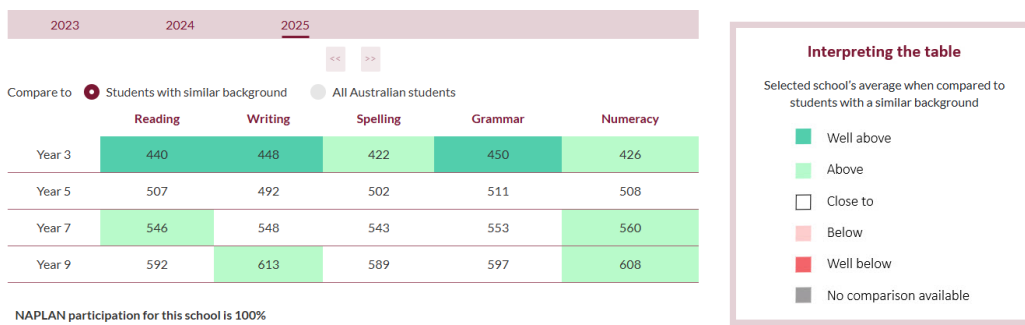 2023 2024 2025
<< >>
Compare to Students with similar background All Australian students
Reading Writing Spelling Grammar Numeracy
Year 3 440 448 422 450 426
Year 5 507 492 502 511 508
Year 7 546 548 543 553 560
Year 9 592 613 589 597 608
NAPLAN participation for this school is 100%
Interpreting the table
Selected school's average when compared to
students with a similar background
Well above
Above
Close to
Below
Well below
No comparison available